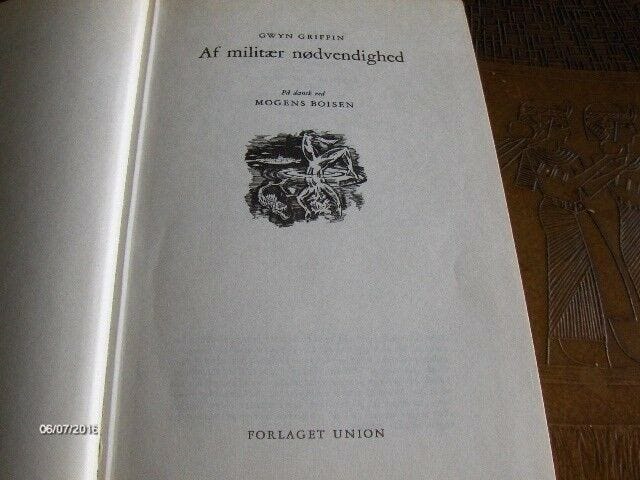 GWYN GRIFFIN
Af militær nødvendighed
På dansk ved
MOGENS BOISEN
FORLAGET UNION
06/07/2016